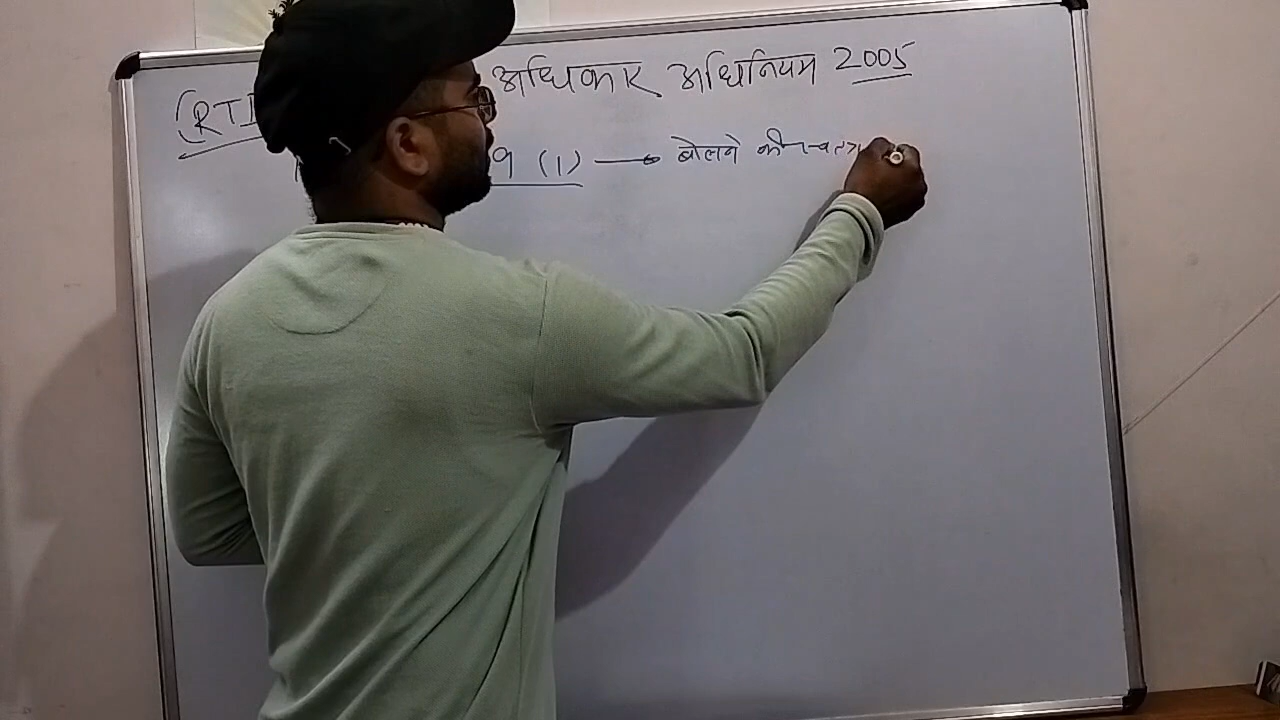 (RTI अधिकार अधिनियम 2005
9 (1) → बोलने की